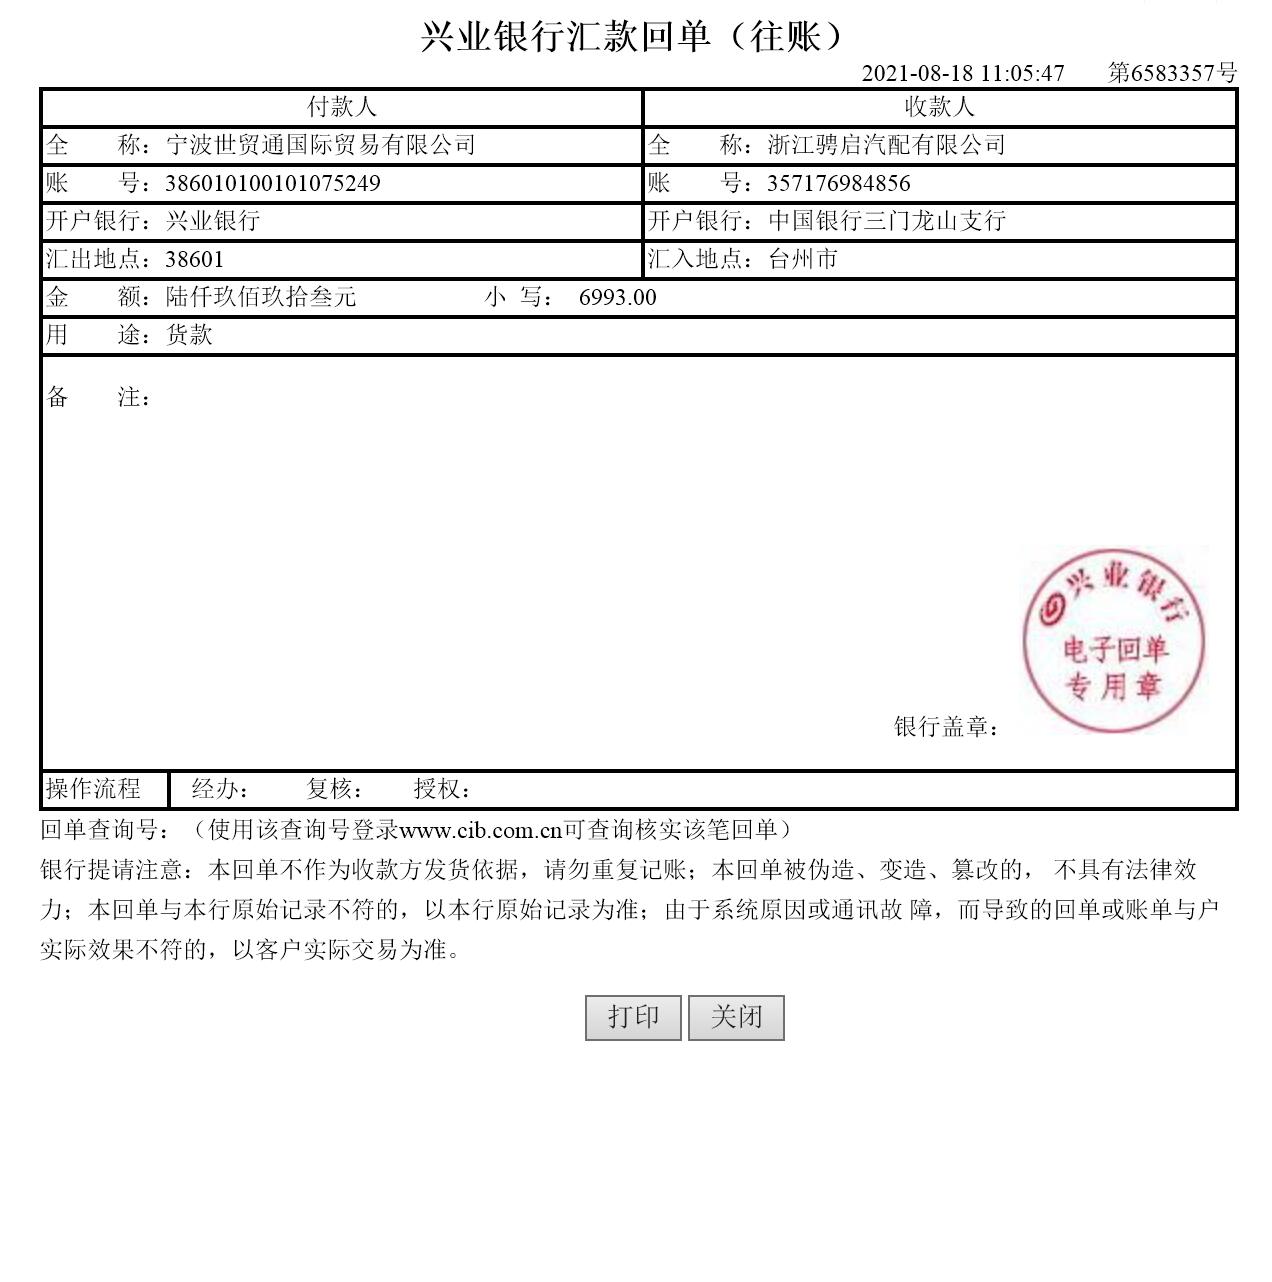 兴业银行汇款回单（往账）
2021-08-18 11:05:47 第6583357号
付款人 收款人
全 称：宁波世贸通国际贸易有限公司 全 称：浙江骋启汽配有限公司
账 号：386010100101075249 账 号：357176984856
开户银行：兴业银行 开户银行：中国银行三门龙山支行
汇出地点：38601 汇入地点：台州市
金 额：陆仟玖佰玖拾叁元 小 写： 6993.00
用 途：货款
备 注：
兴业银行
电子回单
专用章
银行盖章：
操作流程 经办： 复核： 授权：
回单查询号：（使用该查询号登录www.cib.com.cn可查询核实该笔回单）
银行提请注意：本回单不作为收款方发货依据，请勿重复记账；本回单被伪造、变造、篡改的， 不具有法律效
力；本回单与本行原始记录不符的，以本行原始记录为准；由于系统原因或通讯故 障，而导致的回单或账单与户
实际效果不符的，以客户实际交易为准。
打印 关闭